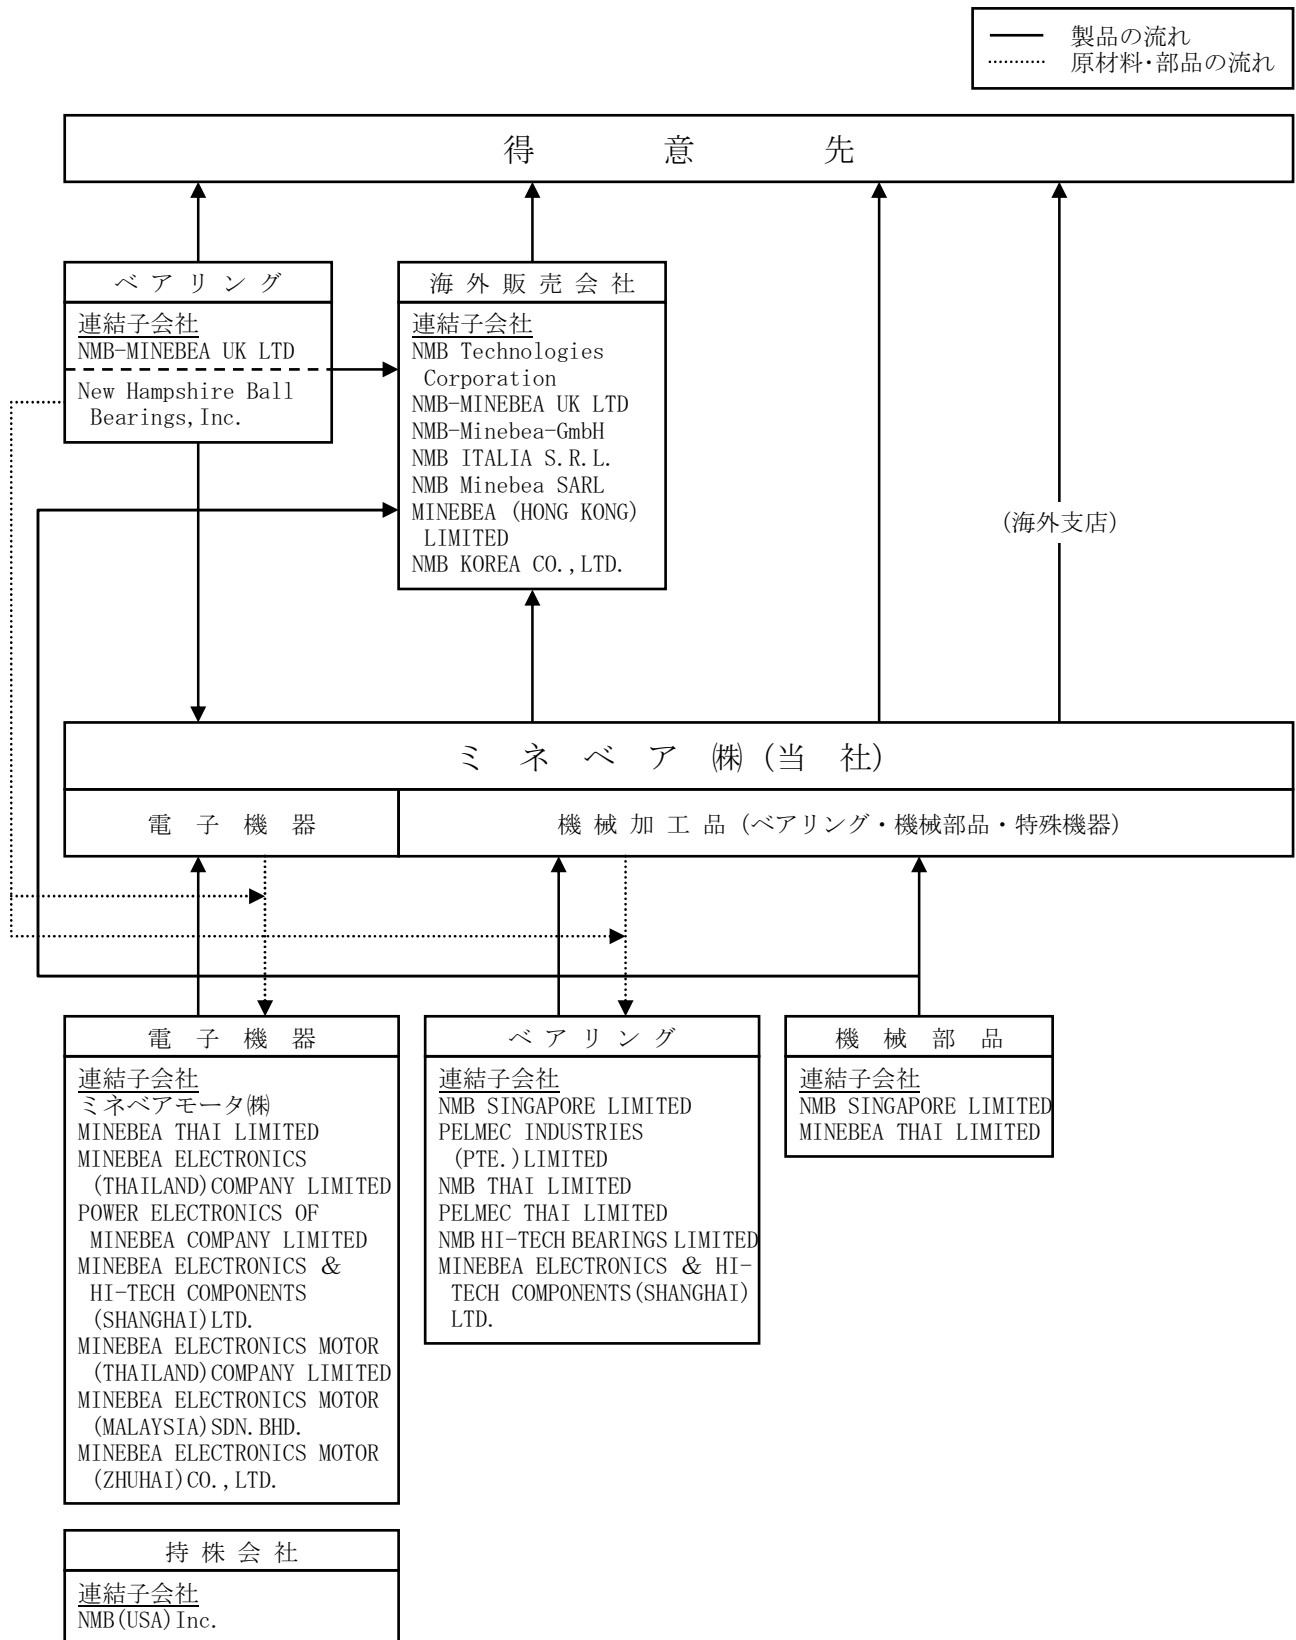 製品の流れ
原材料・部品の流れ
得意先
ベアリング
連結子会社
NMB-MINEBEA UK LTD
New Hampshire Ball
Bearings,Inc.
海外販売会社
連結子会社
NMB Technologies
Corporation
NMB-MINEBEA UK LTD
NMB-Minebea-GmbH
NMB ITALIA S.R.L.
NMB Minebea SARL
MINEBEA (HONG KONG)
LIMITED
NMB KOREA CO.,LTD.
(海外支店)
ミネベア㈱(当社)
電子機器
機械加工品(ベアリング・機械部品・特殊機器)
電子機器
連結子会社
ミネベアモータ㈱
MINEBEA THAI LIMITED
MINEBEA ELECTRONICS
(THAILAND)COMPANY LIMITED
POWER ELECTRONICS OF
MINEBEA COMPANY LIMITED
MINEBEA ELECTRONICS &
HI-TECH COMPONENTS
(SHANGHAI)LTD.
MINEBEA ELECTRONICS MOTOR
(THAILAND)COMPANY LIMITED
MINEBEA ELECTRONICS MOTOR
(MALAYSIA)SDN.BHD.
MINEBEA ELECTRONICS MOTOR
(ZHUHAI)CO.,LTD.
ベアリング
連結子会社
NMB SINGAPORE LIMITED
PELMEC INDUSTRIES
(PTE.)LIMITED
NMB THAI LIMITED
PELMEC THAI LIMITED
NMB HI-TECH BEARINGS LIMITED
MINEBEA ELECTRONICS & HI-
TECH COMPONENTS(SHANGHAI)
LTD.
機械部品
連結子会社
NMB SINGAPORE LIMITED
MINEBEA THAI LIMITED
持株会社
連結子会社
NMB(USA)Inc.